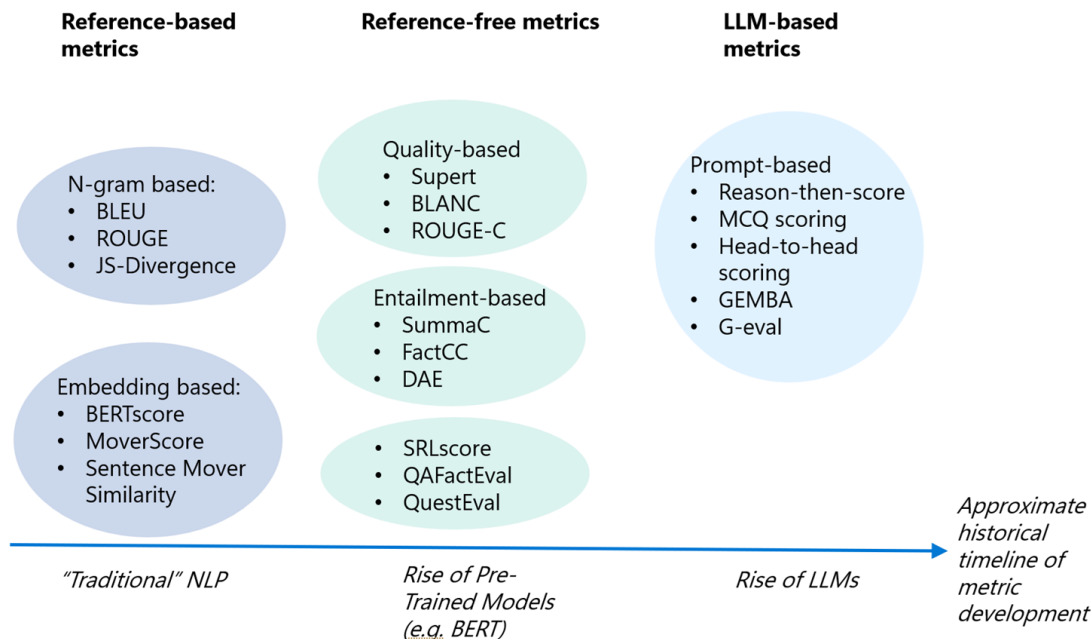 Reference-based
metrics
Reference-free metrics
LLM-based
metrics
N-gram based:
• BLEU
• ROUGE
• JS-Divergence
Embedding based:
• BERTscore
• MoverScore
• Sentence Mover
Similarity
Quality-based
• Supert
• BLANC
• ROUGE-C
Entailment-based
• SummaC
• FactCC
• DAE
• SRLscore
• QAFactEval
• QuestEval
Prompt-based
• Reason-then-score
• MCQ scoring
• Head-to-head
scoring
• GEMBA
• G-eval
“Traditional” NLP
Rise of Pre-
Trained Models
(e.g. BERT)
Rise of LLMs
Approximate
historical
timeline of
metric
development